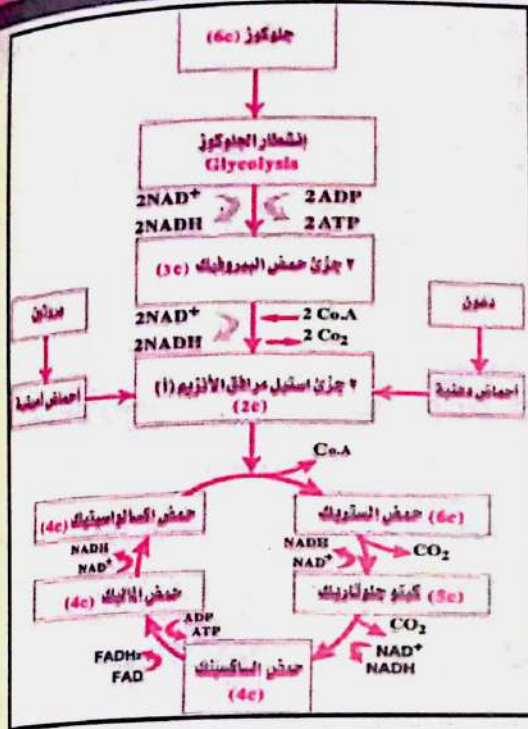 جلوكوز (6c)
إنشطار الجلوكوز
Glycolysis
2NAD+ 2ADP
2NADH 2ATP
٢ جزئ حمض البيروفيك (3c)
بروتين
دهون
2NAD+ 2 Co.A
2NADH 2 Co2
أحماض أمينية
٢ جزئ استيل مرافق الأنزيم (أ)
(2c)
أحماض دهنية
Co.A
حمض اكسالواسيتيك (4c)
حمض الستريك (6c)
NADH
NAD+
NADH
NAD+
CO2
حمض الماليك (4c)
كيتو جلوتاريك (5c)
ADP
ATP
CO2
FADH2
FAD
حمض الساكسينك
(4c)
NAD+
NADH